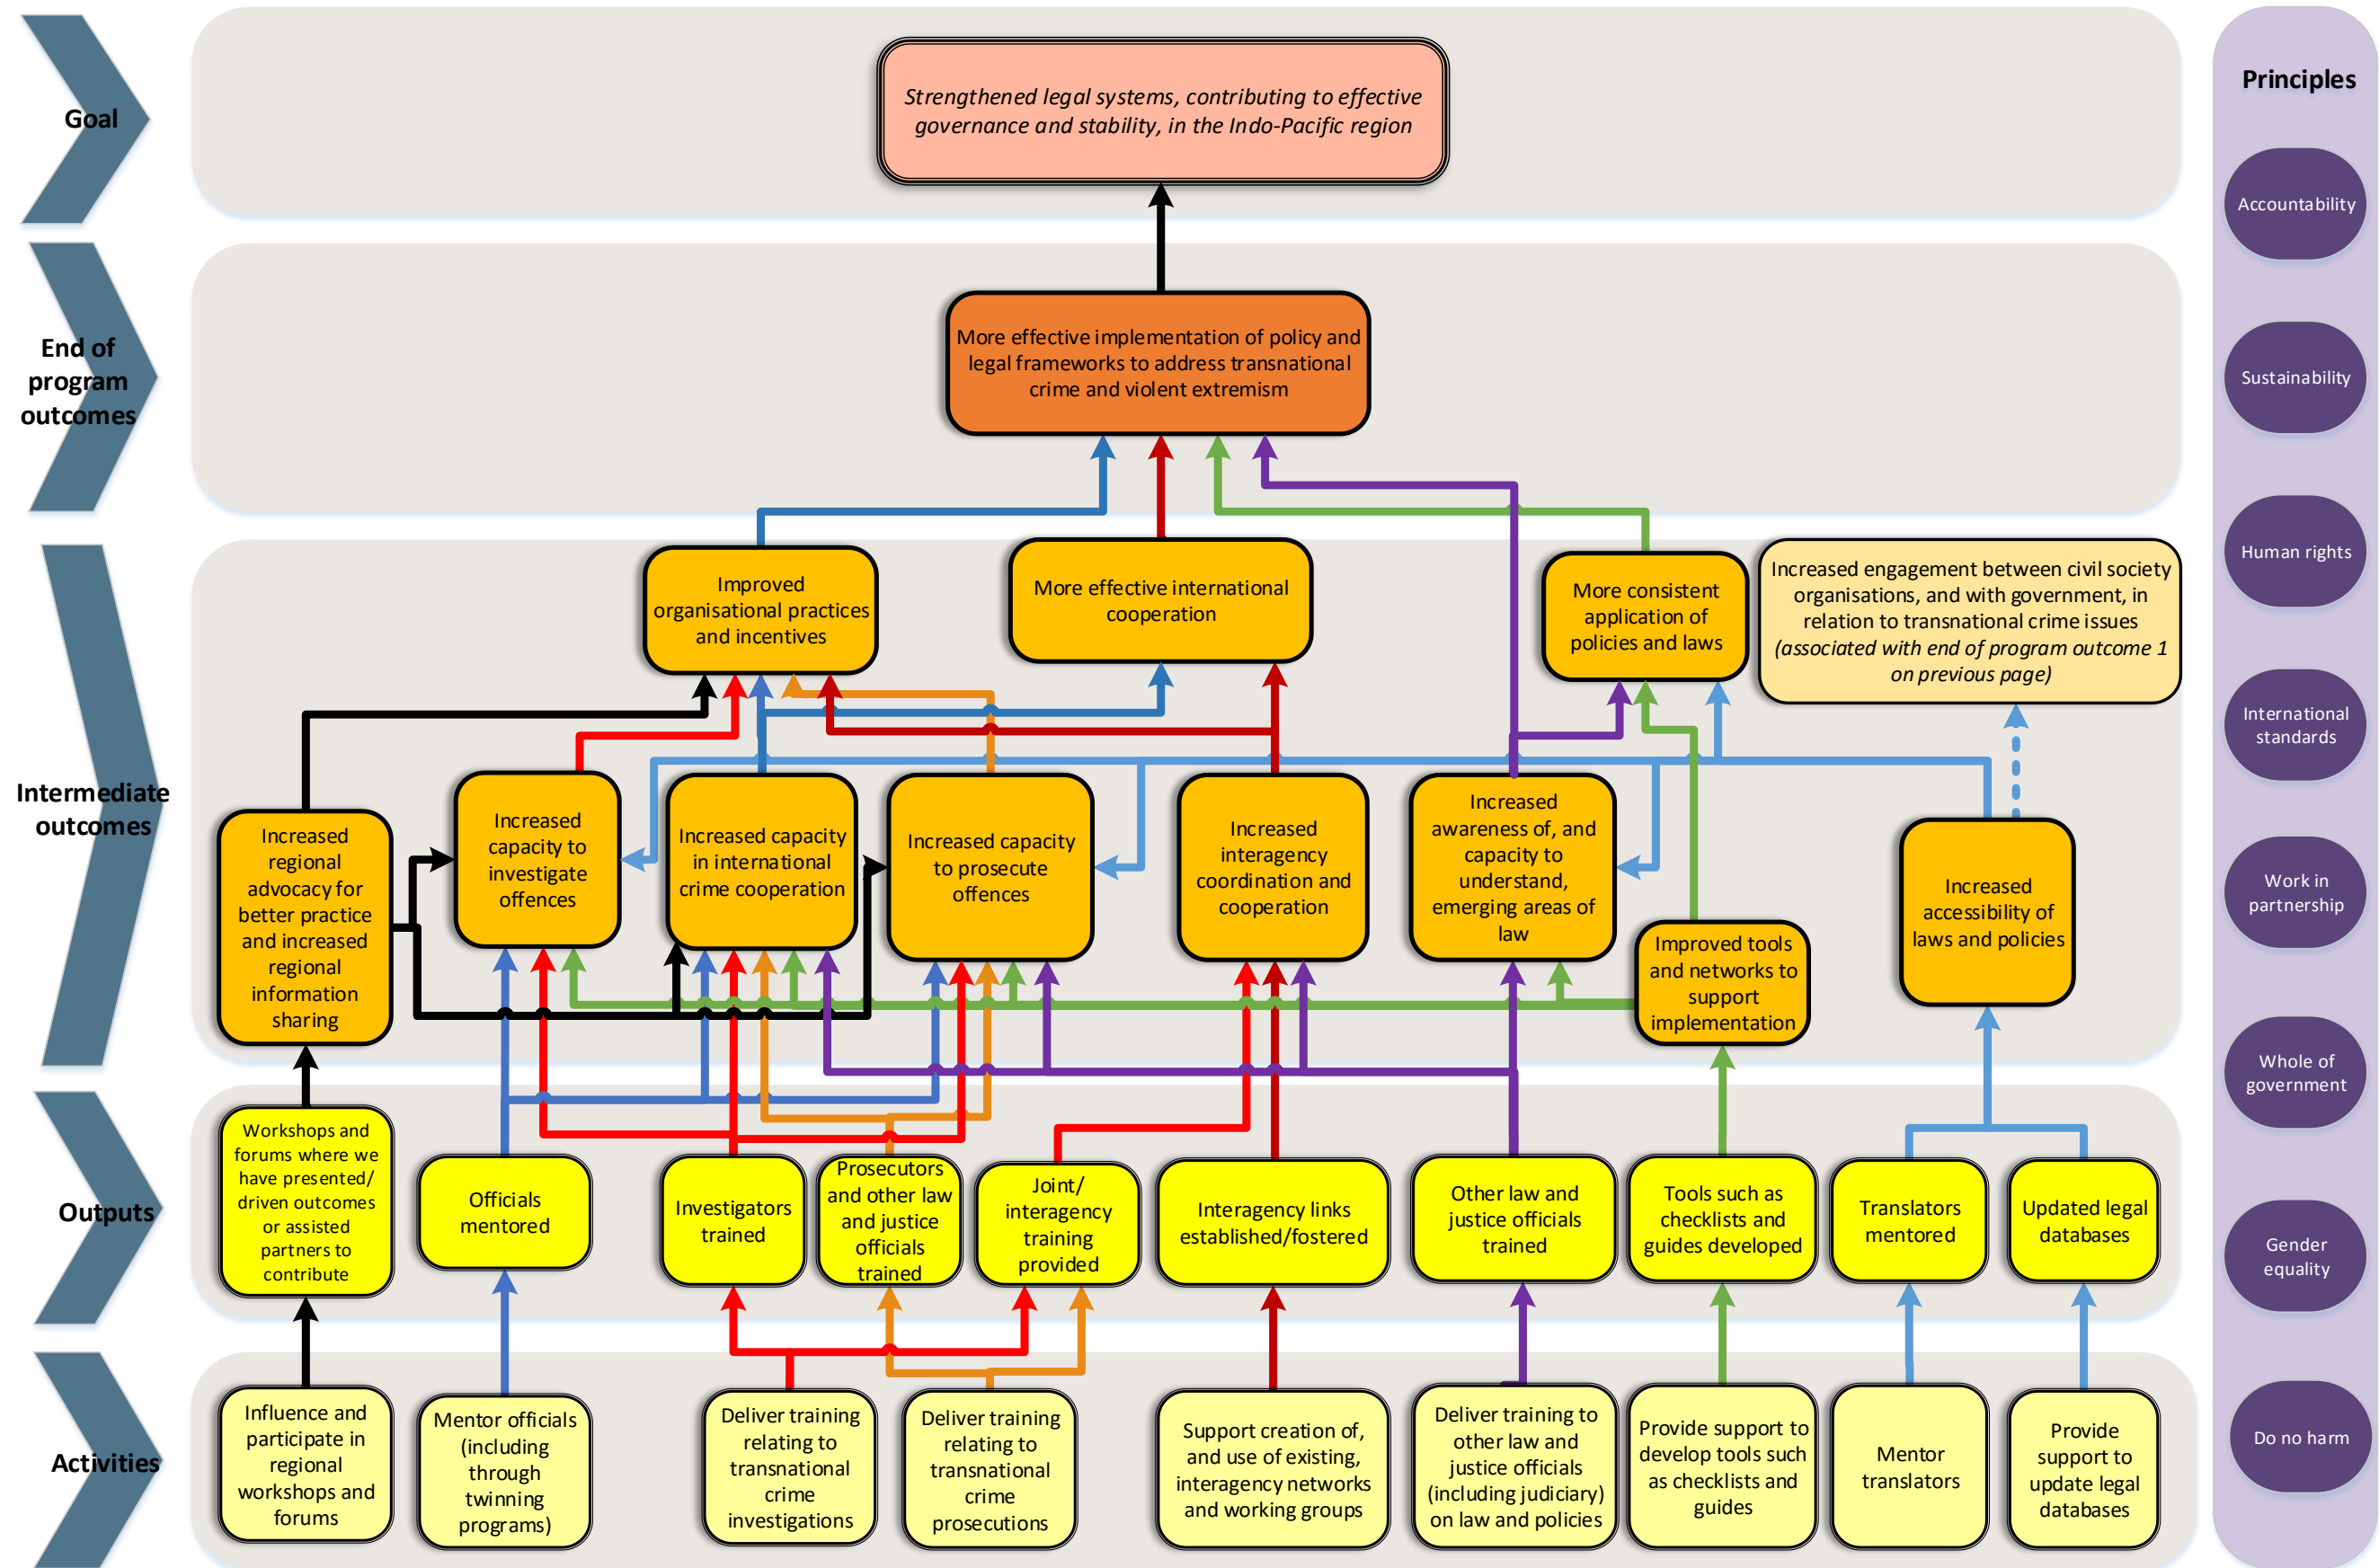 Goal
Strengthened legal systems, contributing to effective
governance and stability, in the Indo-Pacific region
End of
program
outcomes
More effective implementation of policy and
legal frameworks to address transnational
crime and violent extremism
Intermediate
outcomes
Improved
organisational practices
and incentives
More effective international
cooperation
More consistent
application of
policies and laws
Increased engagement between civil society
organisations, and with government, in
relation to transnational crime issues
(associated with end of program outcome 1
on previous page)
Increased
regional
advocacy for
better practice
and increased
regional
information
sharing
Increased
capacity to
investigate
offences
Increased capacity
in international
crime cooperation
Increased capacity
to prosecute
offences
Increased
interagency
coordination and
cooperation
Increased
awareness of, and
capacity to
understand,
emerging areas of
law
Improved tools
and networks to
support
implementation
Increased
accessibility of
laws and policies
Outputs
Workshops and
forums where we
have presented/
driven outcomes
or assisted
partners to
contribute
Officials
mentored
Investigators
trained
Prosecutors
and other law
and justice
officials
trained
Joint/
interagency
training
provided
Interagency links
established/fostered
Other law and
justice officials
trained
Tools such as
checklists and
guides developed
Translators
mentored
Updated legal
databases
Activities
Influence and
participate in
regional
workshops and
forums
Mentor officials
(including
through
twinning
programs)
Deliver training
relating to
transnational
crime
investigations
Deliver training
relating to
transnational
crime
prosecutions
Support creation of,
and use of existing,
interagency networks
and working groups
Deliver training to
other law and
justice officials
(including judiciary)
on law and policies
Provide support to
develop tools such
as checklists and
guides
Mentor
translators
Provide
support to
update legal
databases
Principles
Accountability
Sustainability
Human rights
International
standards
Work in
partnership
Whole of
government
Gender
equality
Do no harm